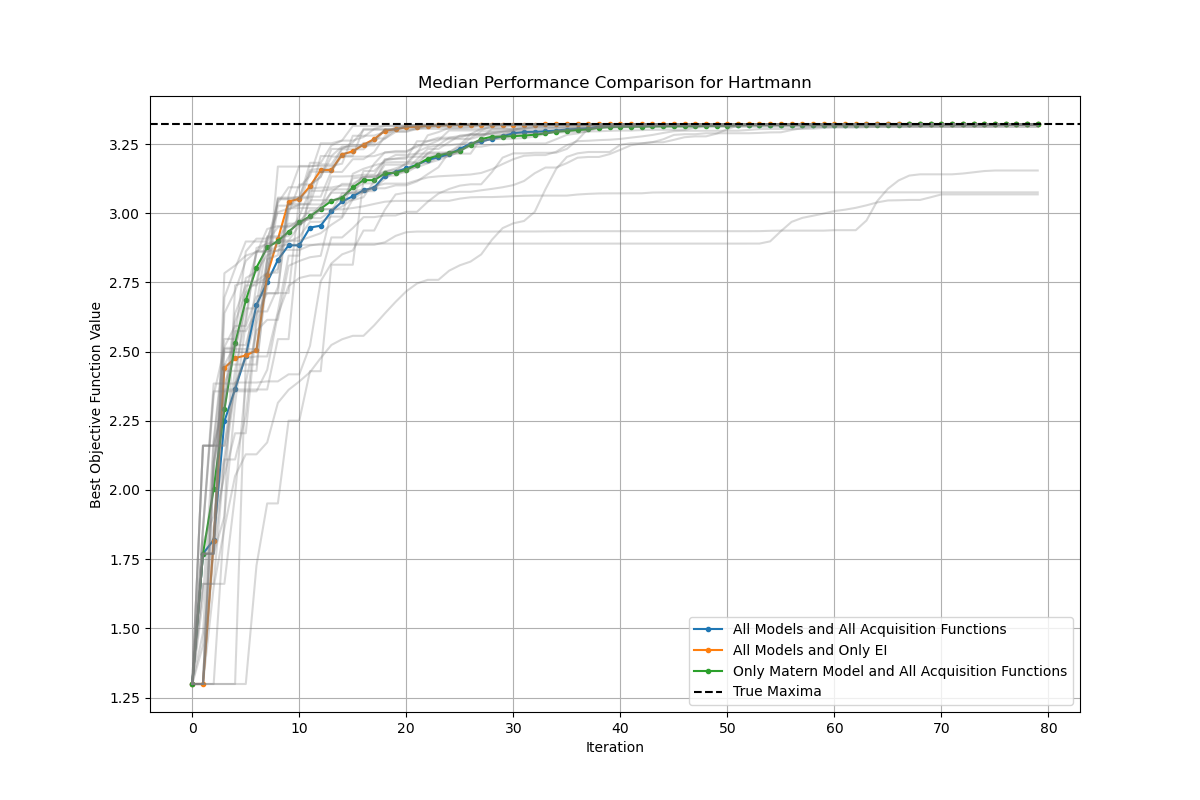 Median Performance Comparison for Hartmann
Best Objective Function Value
3.25
3.00
2.75
2.50
2.25
2.00
1.75
1.50
1.25
All Models and All Acquisition Functions
All Models and Only EI
Only Matern Model and All Acquisition Functions
True Maxima
0 10 20 30 40 50 60 70 80
Iteration